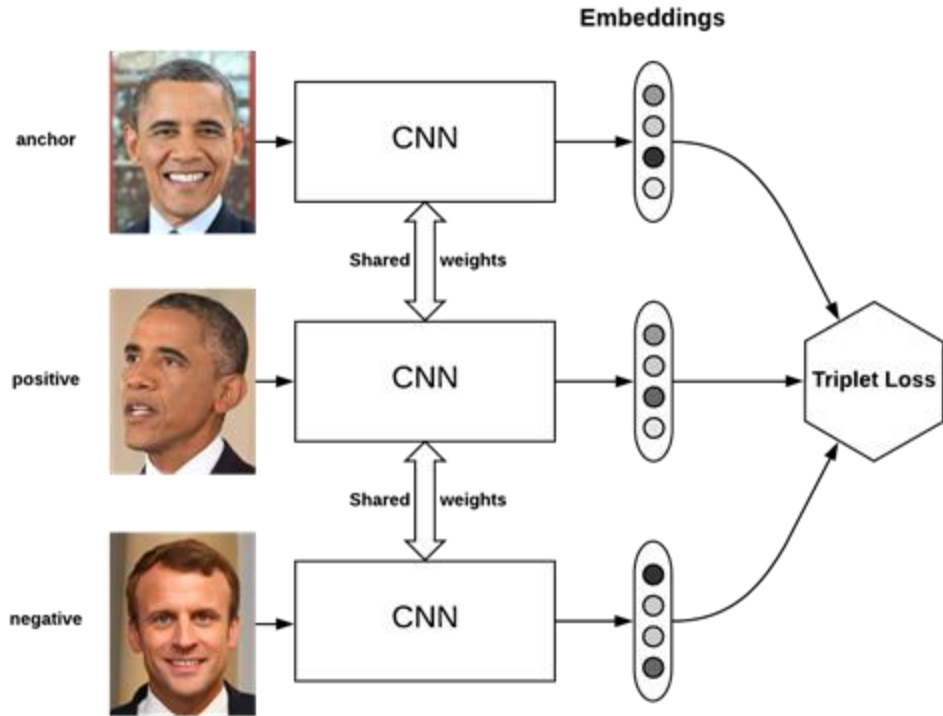 Embeddings
anchor
CNN
Shared weights
positive
CNN
Triplet Loss
Shared weights
negative
CNN